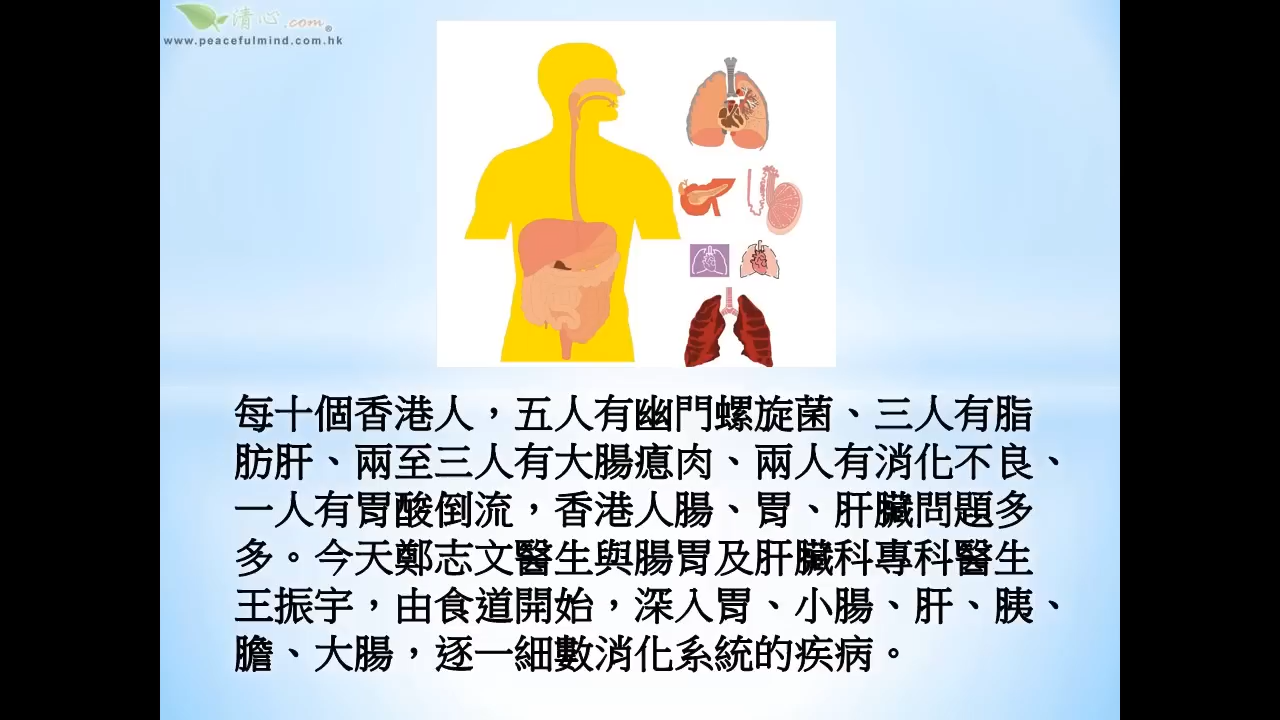 清心.com®
www.peacefulmind.com.hk
每十個香港人，五人有幽門螺旋菌、三人有脂
肪肝、兩至三人有大腸瘜肉、兩人有消化不良、
一人有胃酸倒流，香港人腸、胃、肝臟問題多
多。今天鄭志文醫生與腸胃及肝臟科專科醫生
王振宇，由食道開始，深入胃、小腸、肝、胰、
膽、大腸，逐一細數消化系統的疾病。